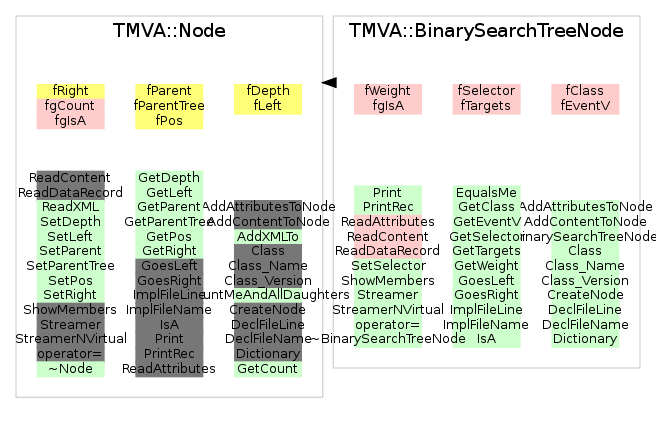 TMVA::Node
fRight
fgCount
fgIsA
fParent
fParentTree
fPos
fDepth
fLeft
ReadContent
ReadDataRecord
ReadXML
SetDepth
SetLeft
SetParent
SetParentTree
SetPos
SetRight
ShowMembers
Streamer
StreamerNVirtual
operator=
~Node
GetDepth
GetLeft
GetParent
GetParentTree
GetPos
GetRight
GoesLeft
GoesRight
ImplFileLine
ImplFileName
IsA
Print
PrintRec
ReadAttributes
AddAttributesToNode
AddContentToNode
AddXMLTo
Class
Class_Name
Class_Version
untMeAndAllDaughters
CreateNode
DeclFileLine
DeclFileName
Dictionary
GetCount
TMVA::BinarySearchTreeNode
fWeight
fgIsA
fSelector
fTargets
fClass
fEventV
Print
PrintRec
ReadAttributes
ReadContent
ReadDataRecord
SetSelector
ShowMembers
Streamer
StreamerNVirtual
operator=
~BinarySearchTreeNode
EqualsMe
GetClass
GetEventV
GetSelector
GetTargets
GetWeight
GoesLeft
GoesRight
ImplFileLine
ImplFileName
IsA
AddAttributesToNode
AddContentToNode
inarySearchTreeNode
Class
Class_Name
Class_Version
CreateNode
DeclFileLine
DeclFileName
Dictionary